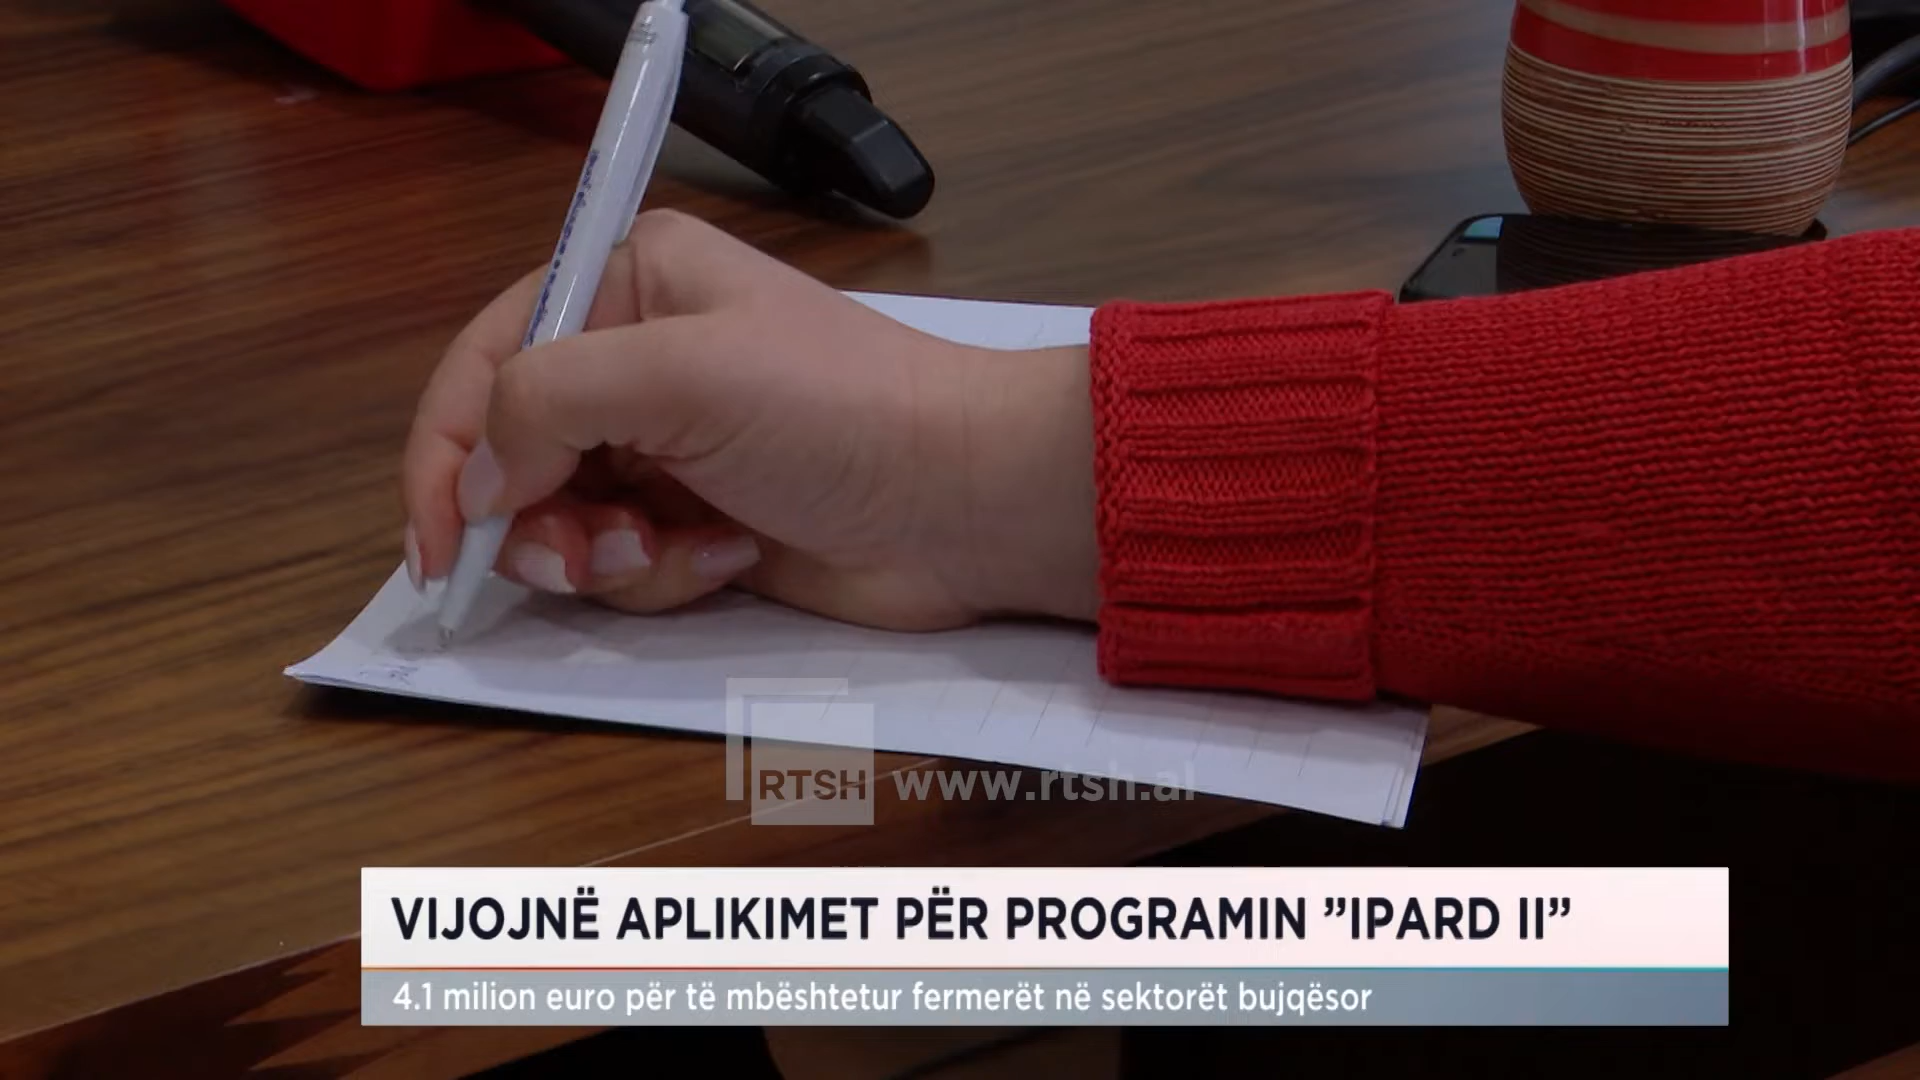 RTSH www.rtsh.al
VIJOJNË APLIKIMET PËR PROGRAMIN ”IPARD II”
4.1 milion euro për të mbështetur fermerët në sektorët bujqësor